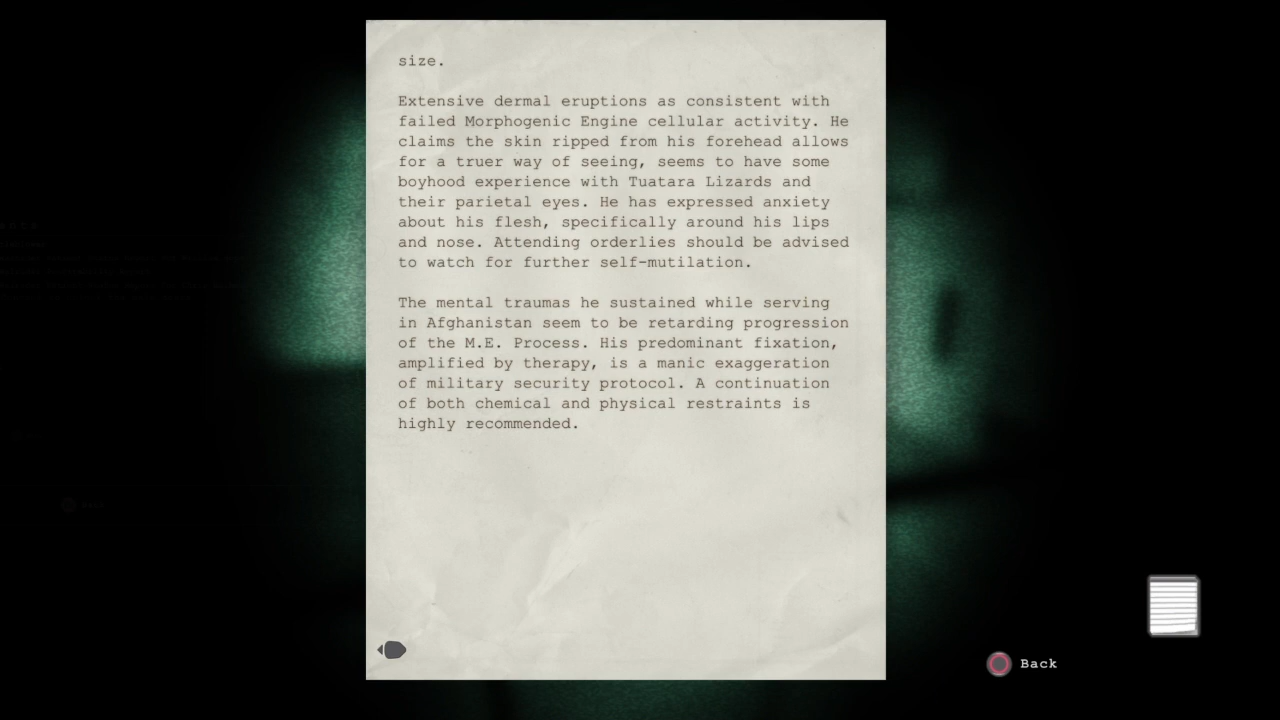 size.
Extensive dermal eruptions as consistent with
failed Morphogenic Engine cellular activity. He
claims the skin ripped from his forehead allows
for a truer way of seeing, seems to have some
boyhood experience with Tuatara Lizards and
their parietal eyes. He has expressed anxiety
about his flesh, specifically around his lips
and nose. Attending orderlies should be advised
to watch for further self-mutilation.
The mental traumas he sustained while serving
in Afghanistan seem to be retarding progression
of the M.E. Process. His predominant fixation,
amplified by therapy, is a manic exaggeration
of military security protocol. A continuation
of both chemical and physical restraints is
highly recommended.
Back